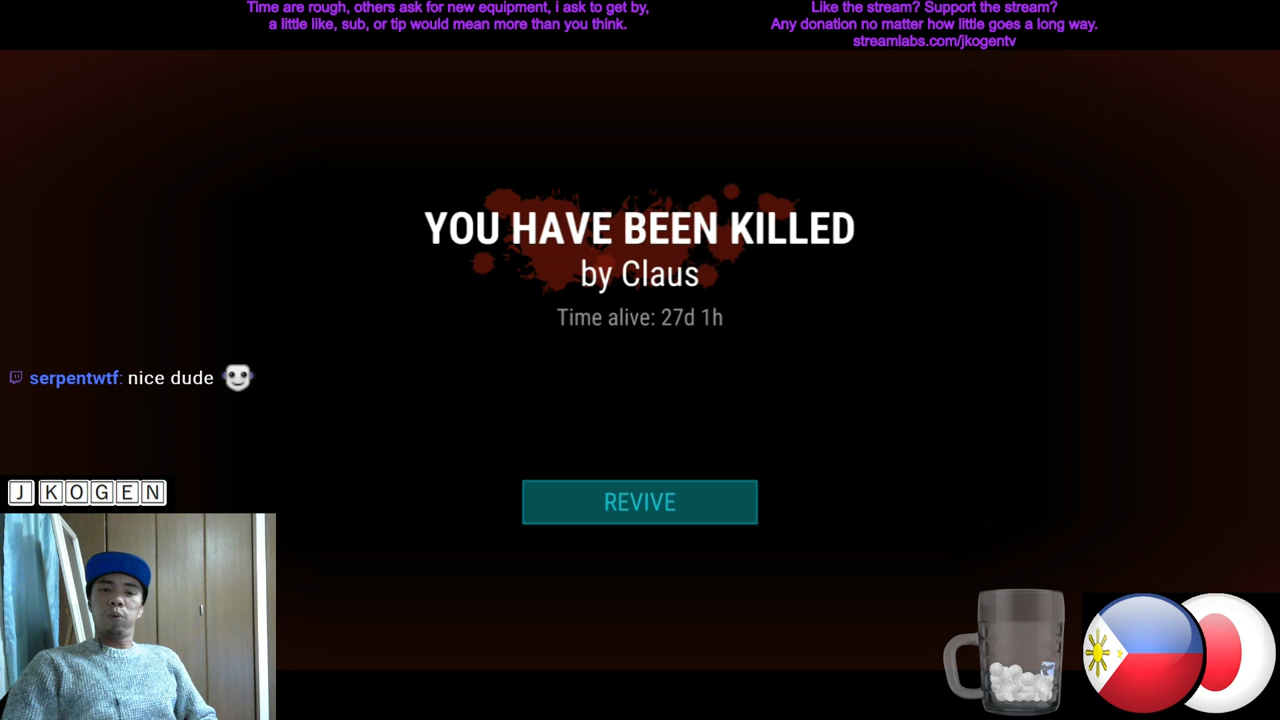 Time are rough, others ask for new equipment, i ask to get by,
a little like, sub, or tip would mean more than you think.
Like the stream? Support the stream?
Any donation no matter how little goes a long way.
streamlabs.com/jkogentv
YOU HAVE BEEN KILLED
by Claus
Time alive: 27d 1h
serpentwtf: nice dude
REVIVE
J KOGEN